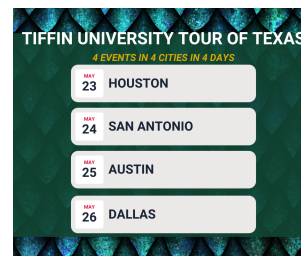 TIFFIN UNIVERSITY TOUR OF TEXAS
4 EVENTS IN 4 CITIES IN 4 DAYS
MAY
23 HOUSTON
MAY
24 SAN ANTONIO
MAY
25 AUSTIN
MAY
26 DALLAS